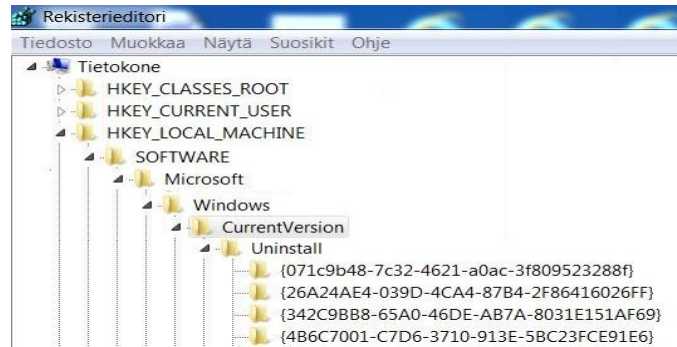 Rekisterieditori
Tiedosto Muokkaa Näytä Suosikit Ohje
Tietokone
HKEY_CLASSES_ROOT
HKEY_CURRENT_USER
HKEY_LOCAL_MACHINE
SOFTWARE
Microsoft
Windows
CurrentVersion
Uninstall
{071c9b48-7c32-4621-a0ac-3f809523288f}
{26A24AE4-039D-4CA4-87B4-2F86416026FF}
{342C9BB8-65A0-46DE-AB7A-8031E151AF69}
{4B6C7001-C7D6-3710-913E-5BC23FCE91E6}